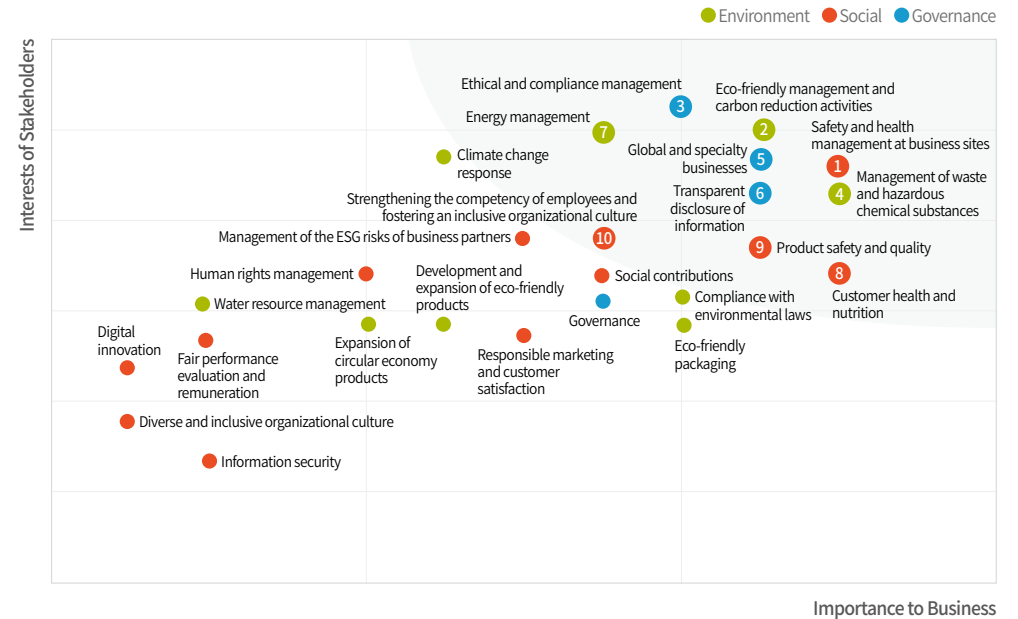 Environment
Social
Governance
Interests of Stakeholders
Ethical and compliance management
3
Eco-friendly management and
carbon reduction activities
2
Energy management
7
Safety and health
management at business sites
1
Climate change
response
Global and specialty
businesses
5
Management of waste
and hazardous
chemical substances
4
Transparent
disclosure of
information
6
Strengthening the competency of employees and
fostering an inclusive organizational culture
10
Management of the ESG risks of business partners
9
Product safety and quality
Human rights management
Development and
expansion of eco-friendly
products
Social contributions
8
Customer health and
nutrition
Water resource management
Governance
Compliance with
environmental laws
Digital
innovation
Fair performance
evaluation and
remuneration
Expansion of
circular economy
products
Responsible marketing
and customer
satisfaction
Eco-friendly
packaging
Diverse and inclusive organizational culture
Information security
Importance to Business